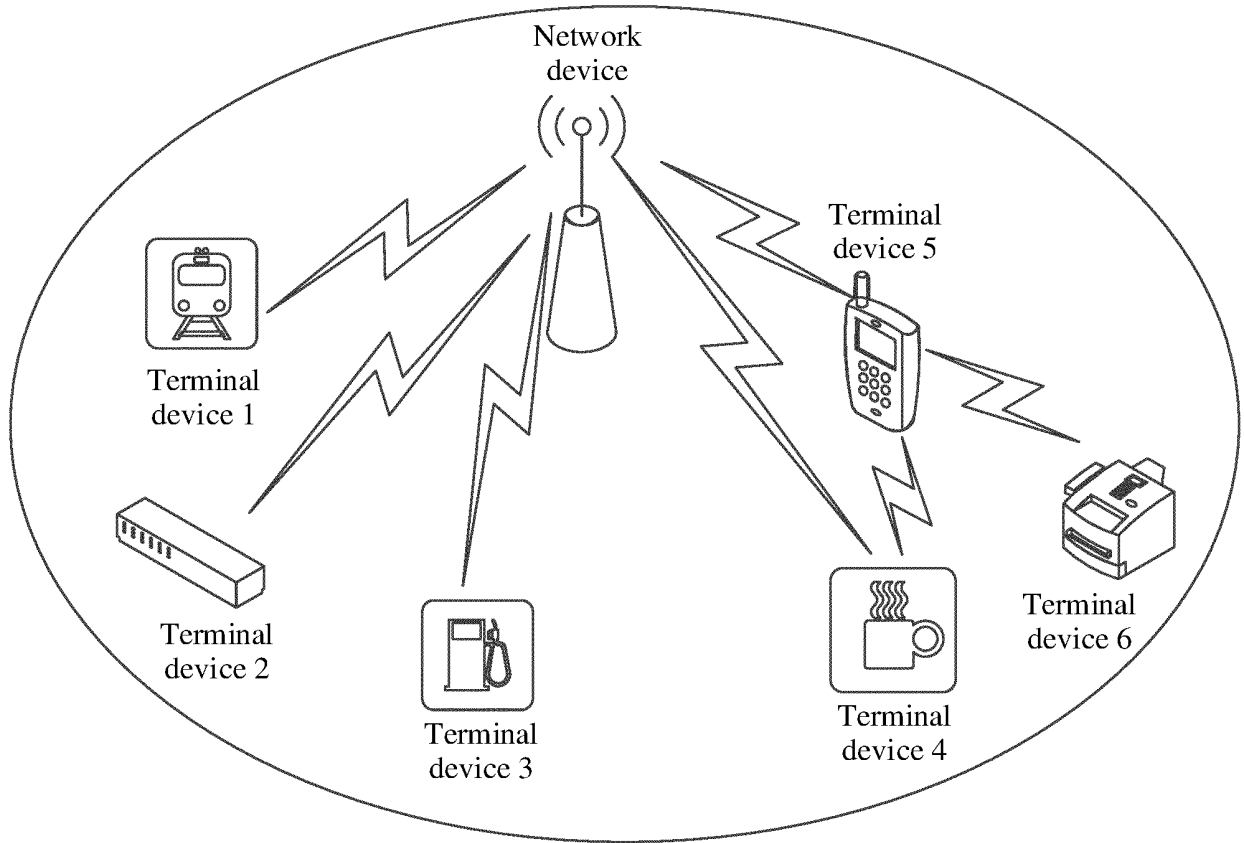 Network
device
Terminal
device 5
Terminal
device 1
Terminal
device 2
Terminal
device 3
Terminal
device 4
Terminal
device 6